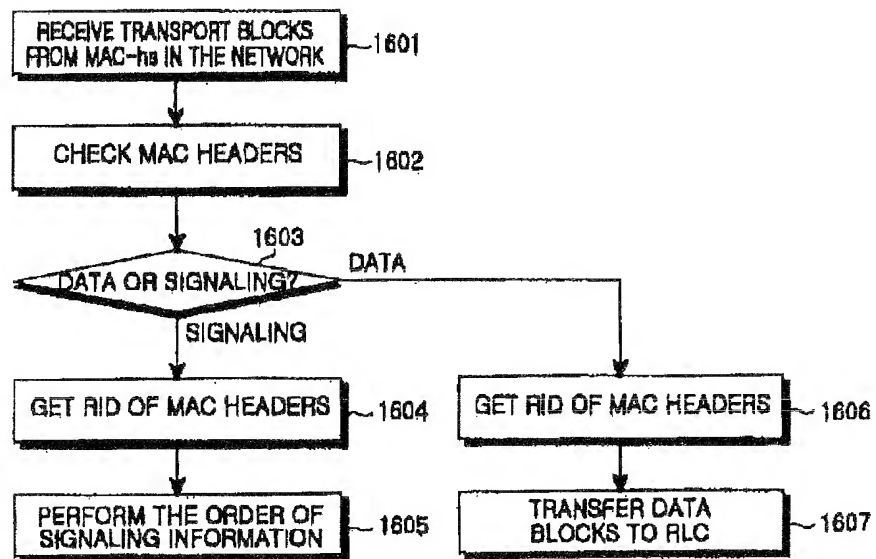 RECEIVE TRANSPORT BLOCKS
FROM MAC-hs IN THE NETWORK
1601
CHECK MAC HEADERS
1602
1603
DATA OR SIGNALING?
DATA
SIGNALING
GET RID OF MAC HEADERS
1604
GET RID OF MAC HEADERS
1606
PERFORM THE ORDER OF
SIGNALING INFORMATION
1605
TRANSFER DATA
BLOCKS TO RLC
1607